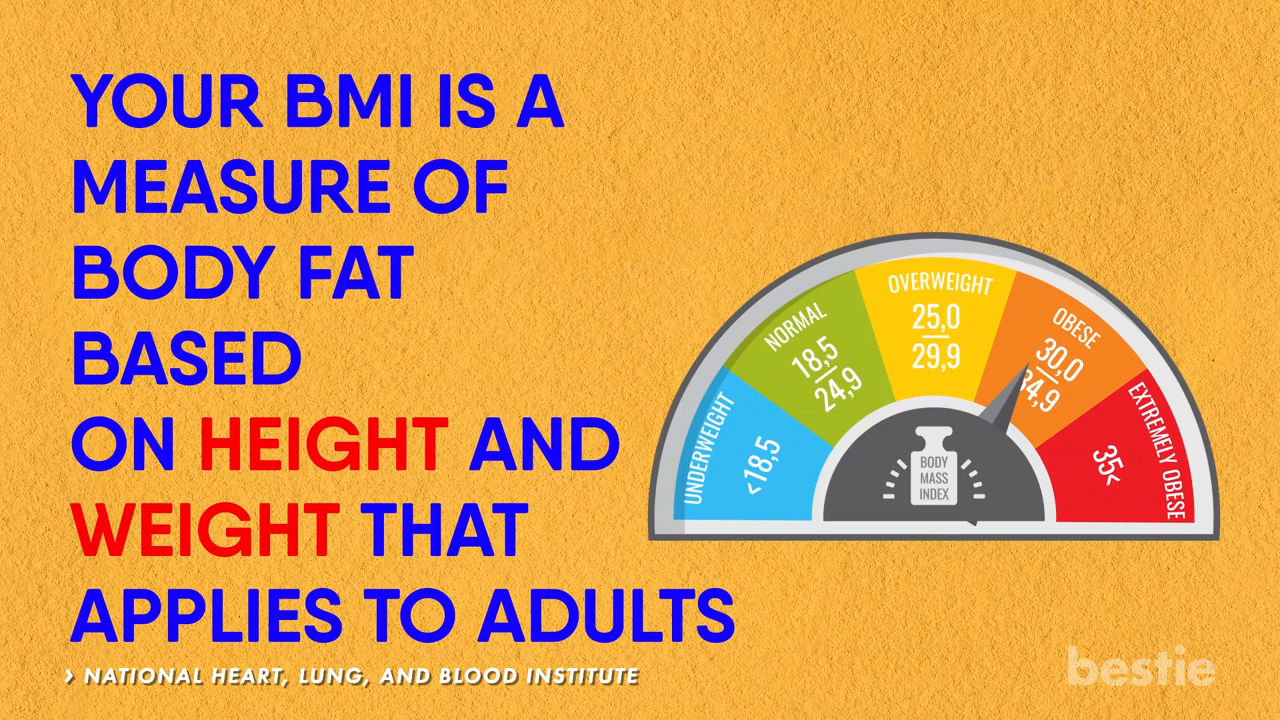 YOUR BMI IS A
MEASURE OF
BODY FAT
BASED
ON HEIGHT AND
WEIGHT THAT
APPLIES TO ADULTS
› NATIONAL HEART, LUNG, AND BLOOD INSTITUTE
UNDERWEIGHT
<18,5
NORMAL
18,5
24,9
OVERWEIGHT
25,0
29,9
OBESE
30,0
34,9
EXTREMELY OBESE
35<
BODY
MASS
INDEX
bestie